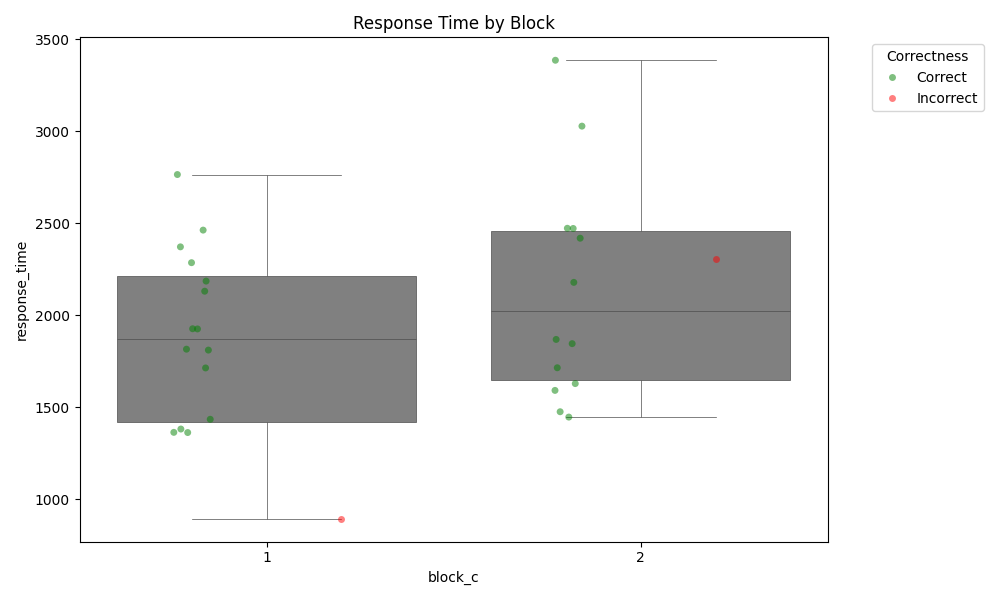 Response Time by Block
Correctness
Correct
Incorrect
response_time
3500
3000
2500
2000
1500
1000
1
2
block_c